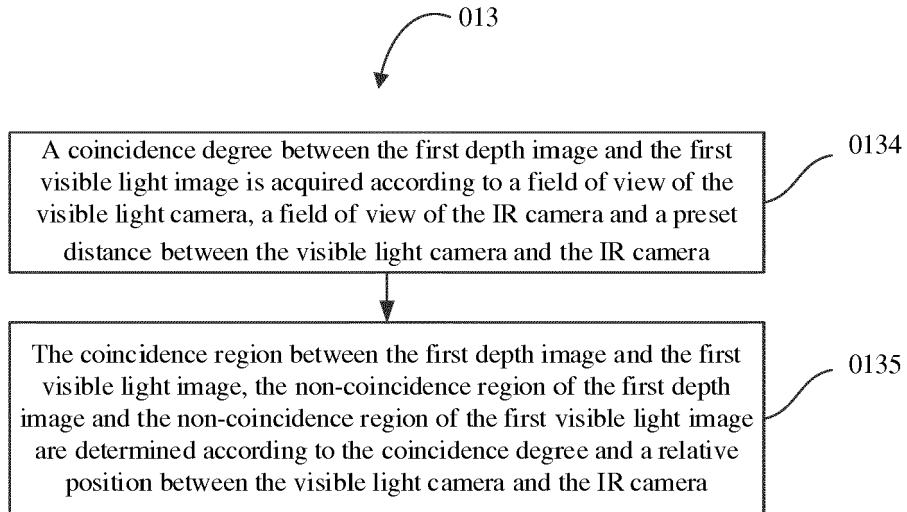 013
A coincidence degree between the first depth image and the first
visible light image is acquired according to a field of view of the
visible light camera, a field of view of the IR camera and a preset
distance between the visible light camera and the IR camera
0134
The coincidence region between the first depth image and the first
visible light image, the non-coincidence region of the first depth
image and the non-coincidence region of the first visible light image
are determined according to the coincidence degree and a relative
position between the visible light camera and the IR camera
0135